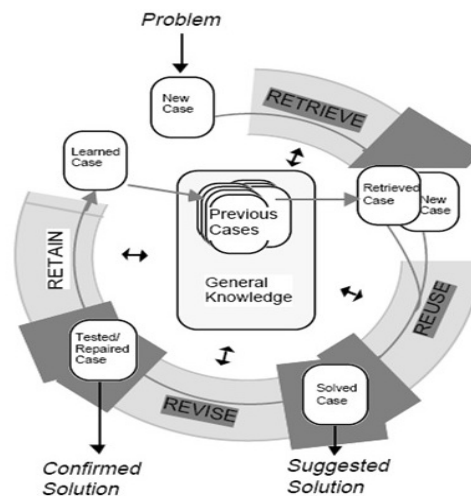 Problem
New
Case
RETRIEVE
Learned
Case
Previous
Cases
Retrieved
Case
New
Case
General
Knowledge
RETAIN
REUSE
Tested/
Repaired
Case
REVISE
Solved
Case
Confirmed
Solution
Suggested
Solution